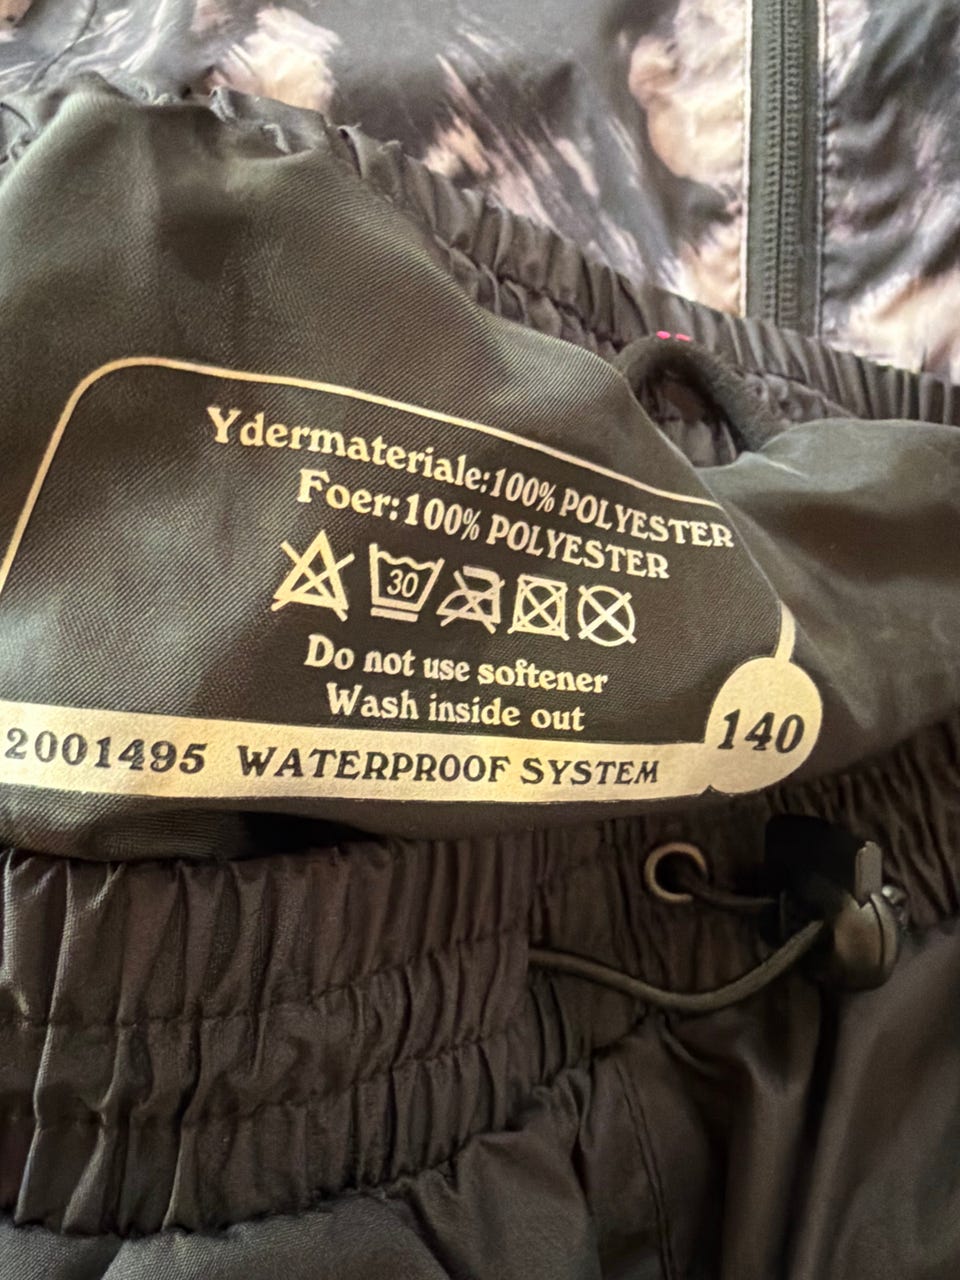 Ydermateriale:100% POLYESTER
Foer:100% POLYESTER
30
Do not use softener
Wash inside out
2001495 WATERPROOF SYSTEM
140